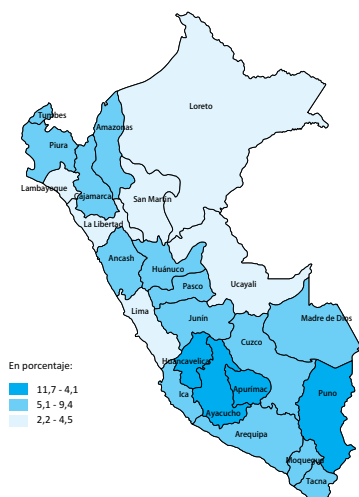 Loreto
Tumbes
Amazonas
Piura
Lambayeque
Cajamarca
San Martín
La Libertad
Ancash
Huánuco
Ucayali
Pasco
Lima
Junín
Madre de Dios
Cuzco
Huancavelica
Apurimac
Puno
Ica
Ayacucho
Arequipa
Moquegua
Tacna
En porcentaje:
11,7 - 4,1
5,1 - 9,4
2,2 - 4,5